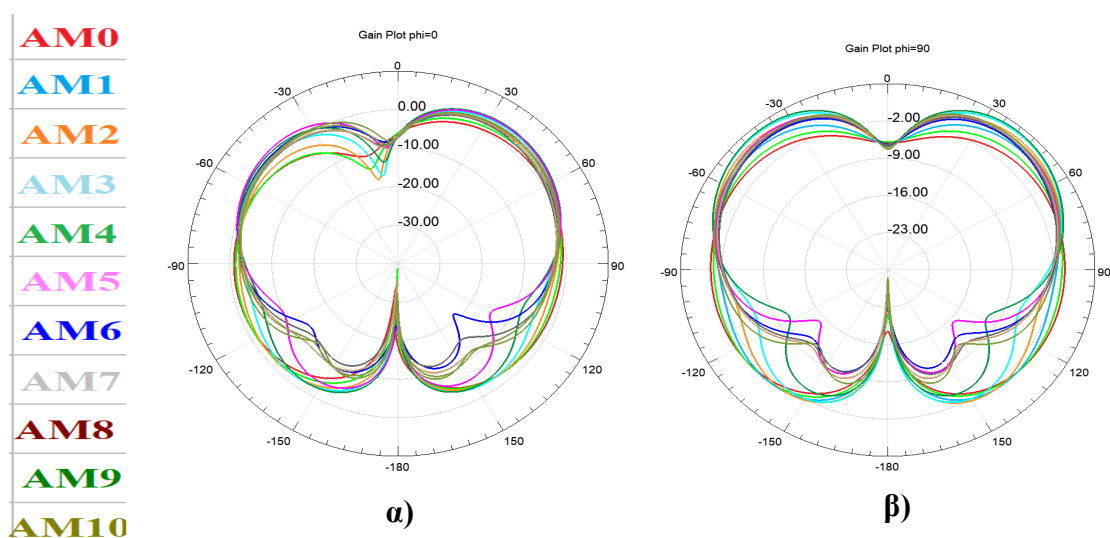 AM0
AM1
AM2
AM3
AM4
AM5
AM6
AM7
AM8
AM9
AM10
Gain Plot phi=0
0
-30
30
0.00
-60
-10.00
60
-20.00
-30.00
-90
90
-120
120
-150
150
-180
α)
Gain Plot phi=90
0
-30
30
-2.00
-60
-9.00
60
-16.00
-23.00
-90
90
-120
120
-150
150
-180
β)